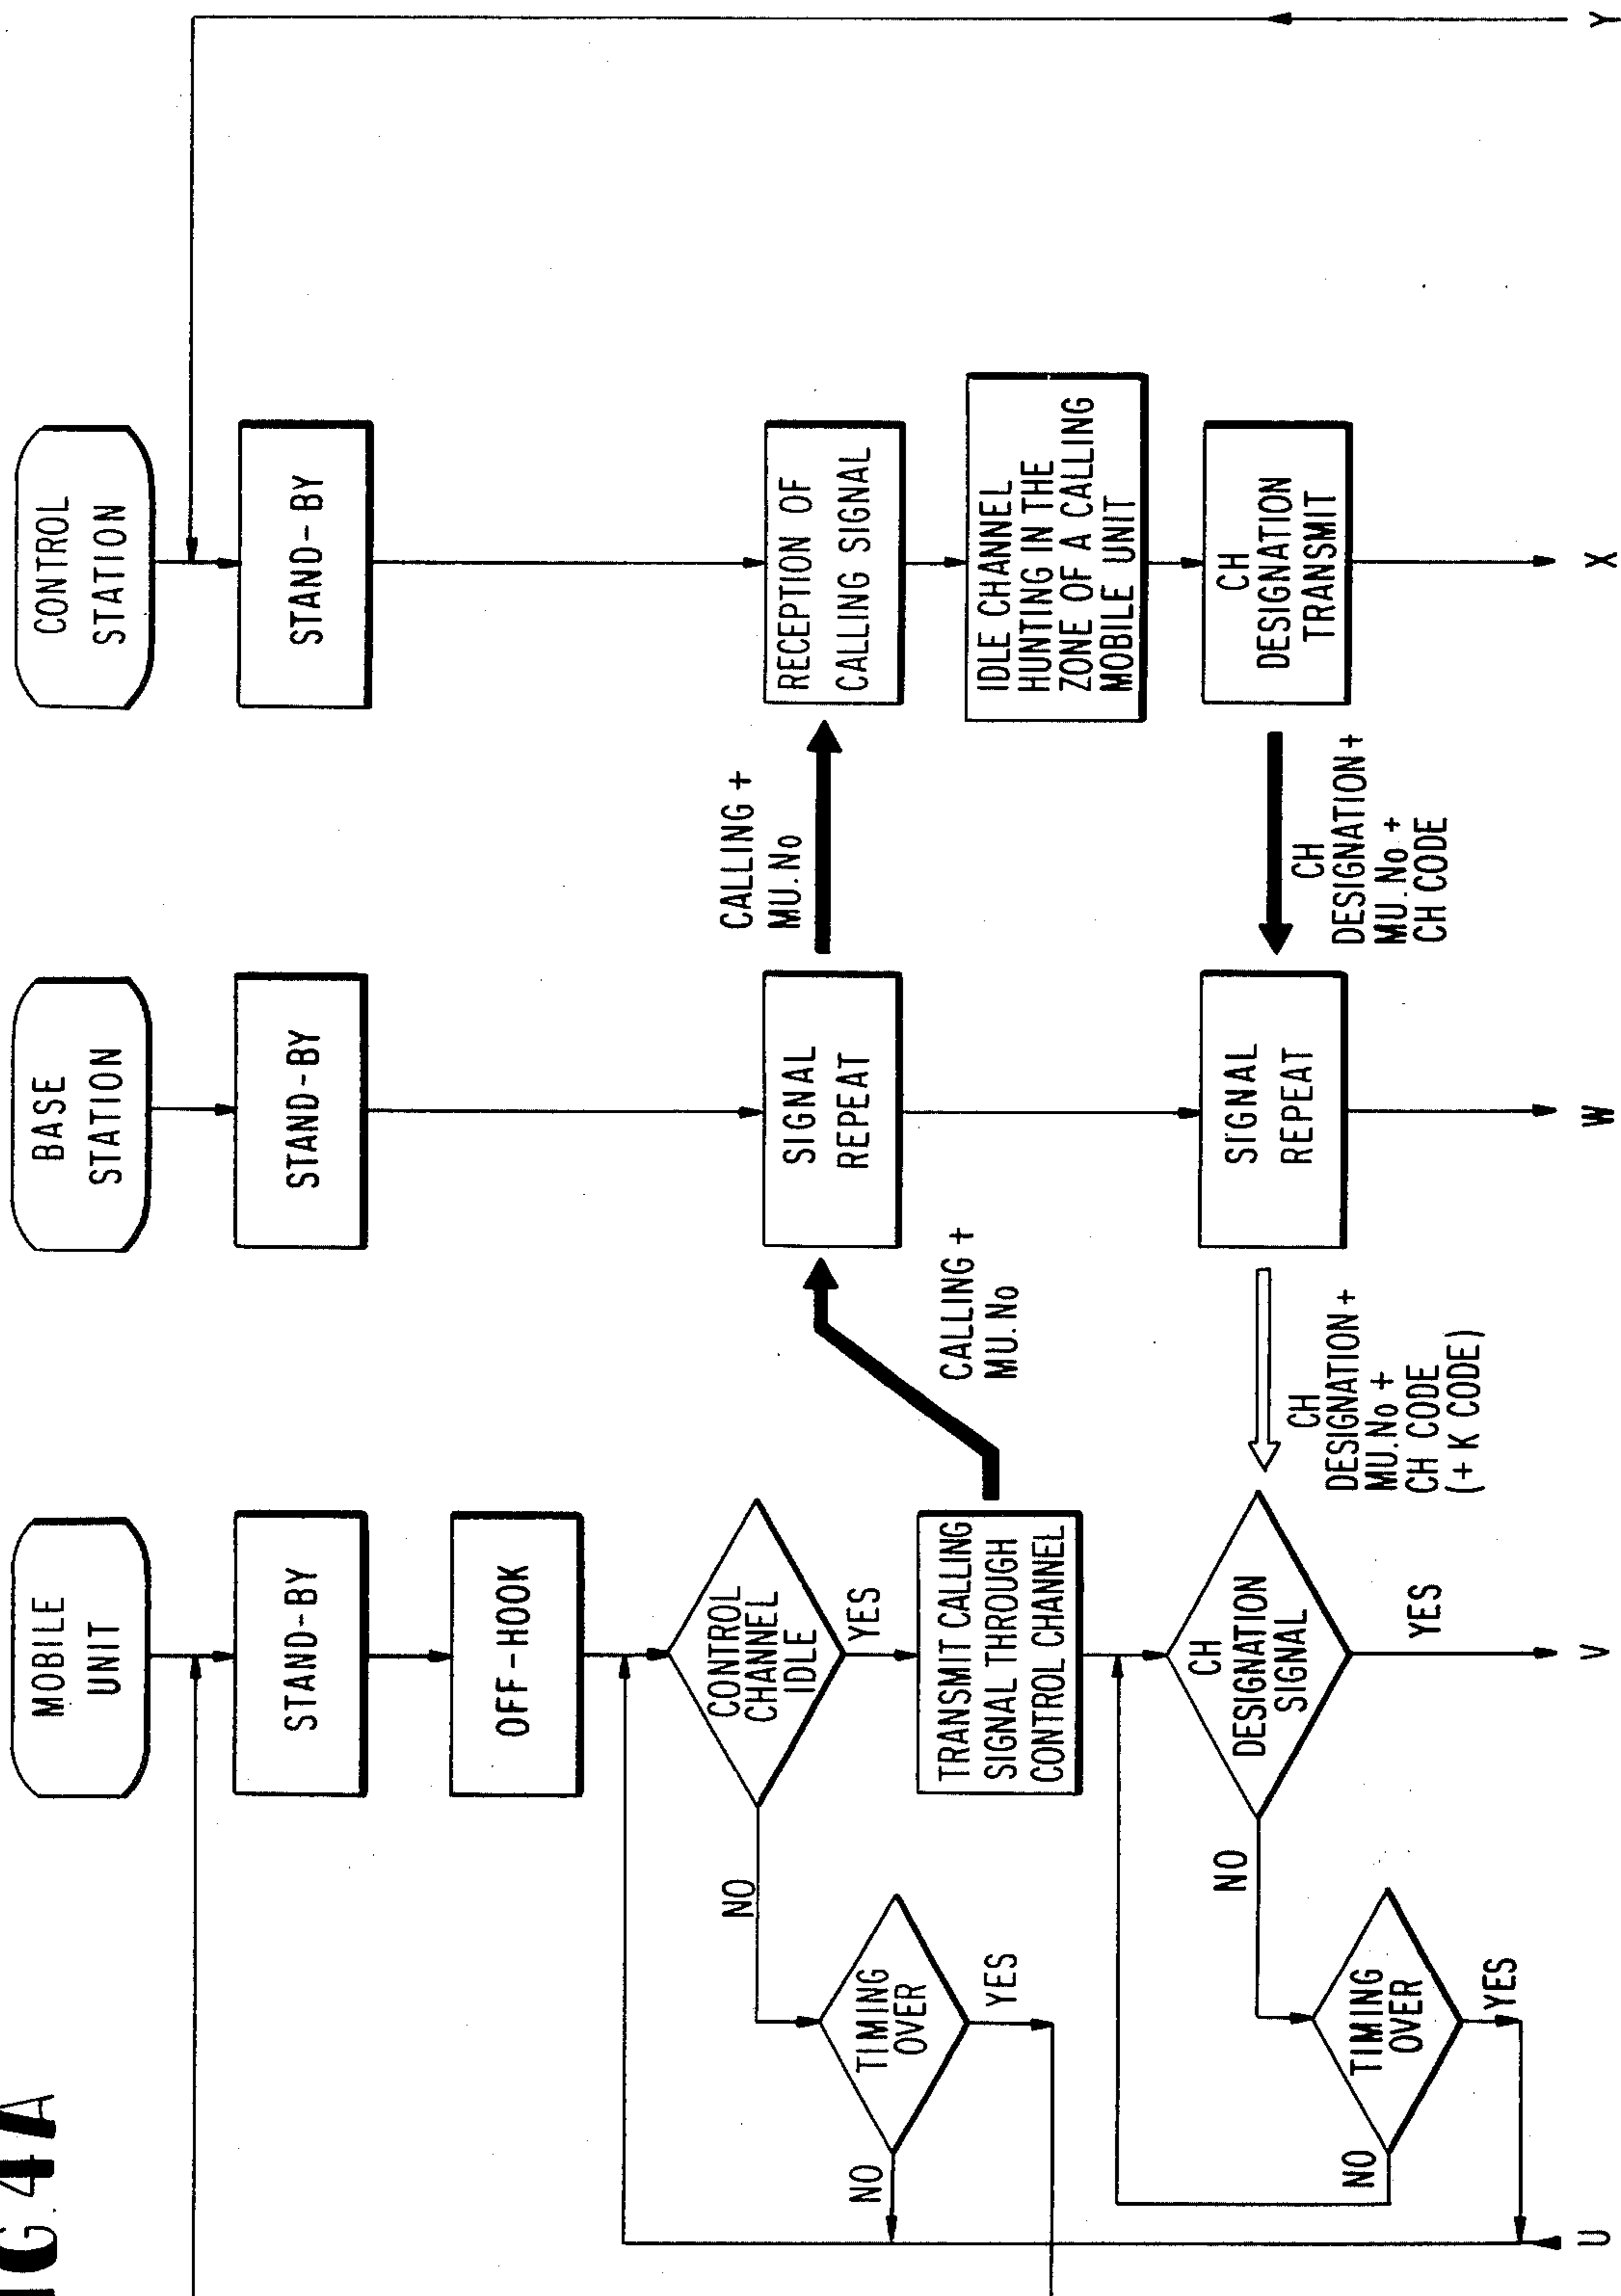 IG. 4A
MOBILE
UNIT
BASE
STATION
CONTROL
STATION
STAND-BY
STAND-BY
STAND-BY
OFF-HOOK
CONTROL
CHANNEL
IDLE
NO
YES
TIMING
OVER
NO
YES
TRANSMIT CALLING
SIGNAL THROUGH
CONTROL CHANNEL
CALLING +
MU.No
SIGNAL
REPEAT
CALLING +
MU.No
RECEPTION OF
CALLING SIGNAL
IDLE CHANNEL
HUNTING IN THE
ZONE OF A CALLING
MOBILE UNIT
CH
DESIGNATION
TRANSMIT
CH
DESIGNATION +
MU.No +
CH CODE
SIGNAL
REPEAT
CH
DESIGNATION +
MU.No +
CH CODE
(+ K CODE)
CH
DESIGNATION
SIGNAL
NO
YES
TIMING
OVER
NO
YES
U
V
W
X
Y